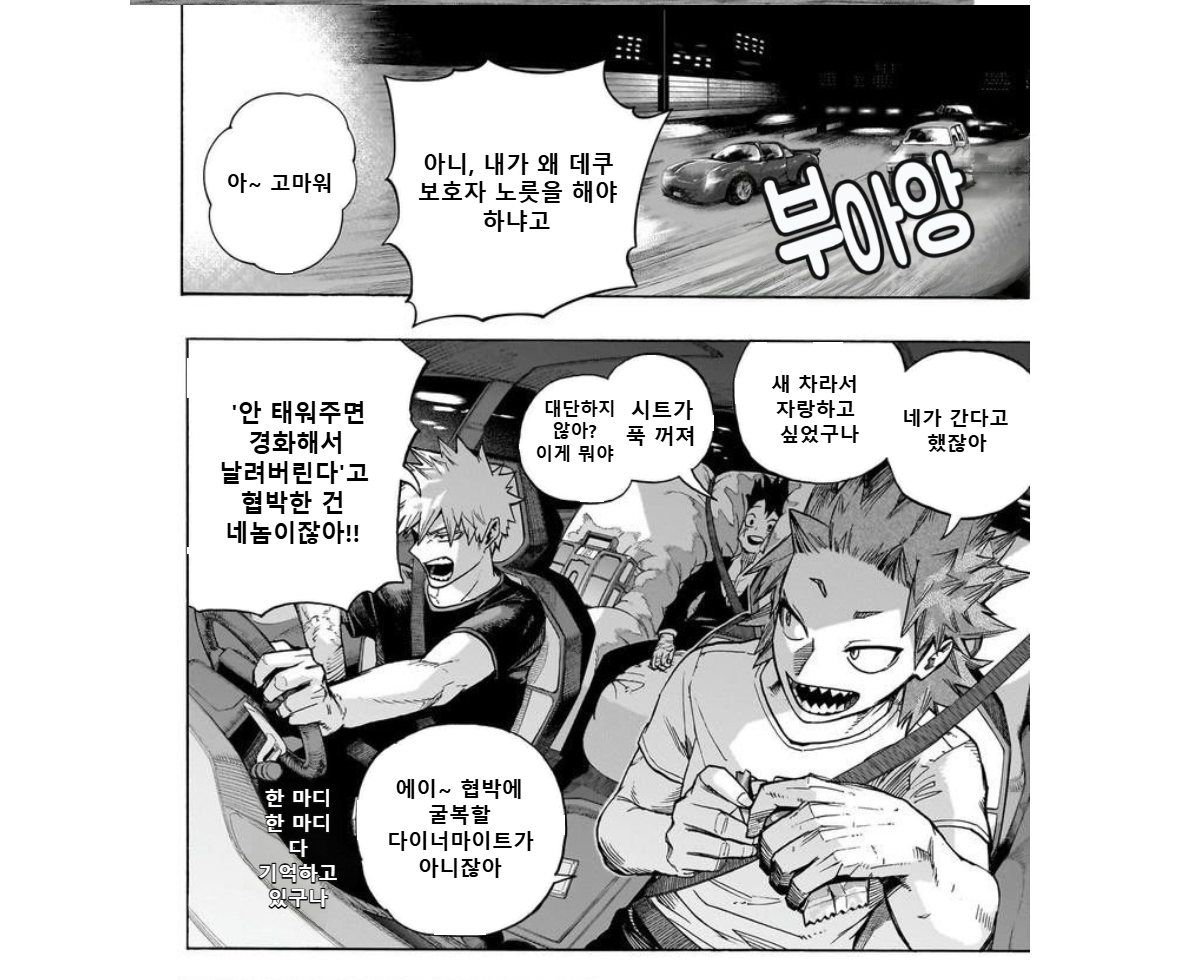 부아앙
아니, 내가 왜 데쿠
보호자 노릇을 해야
하냐고
아~ 고마워
네가 간다고
했잖아
새 차라서
자랑하고
싶었구나
시트가
푹 꺼져
대단하지
않아?
이게 뭐야
'안 태워주면
경화해서
날려버린다'고
협박한 건
네놈이잖아!!
에이~ 협박에
굴복할
다이너마이트가
아니잖아
한 마디
한 마디
다
기억하고
있구나